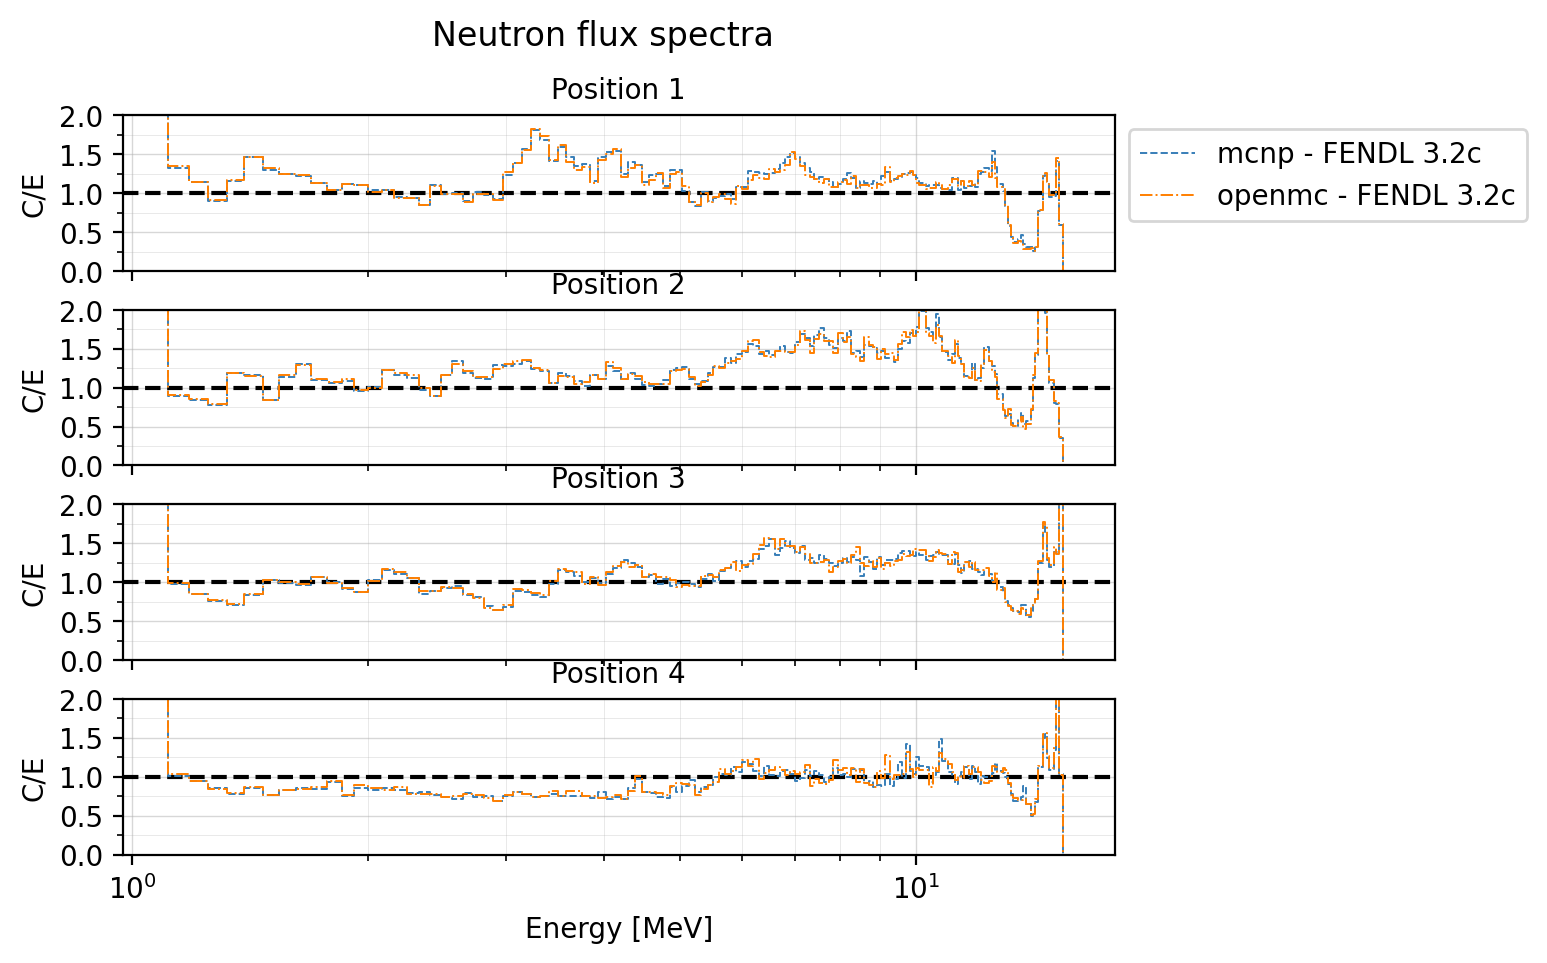 Neutron flux spectra
Position 1
2.0
1.5
1.0
0.5
0.0
C/E
mcnp - FENDL 3.2c
openmc - FENDL 3.2c
Position 2
2.0
1.5
1.0
0.5
0.0
C/E
Position 3
2.0
1.5
1.0
0.5
0.0
C/E
Position 4
2.0
1.5
1.0
0.5
0.0
C/E
10⁰ 10¹
Energy [MeV]